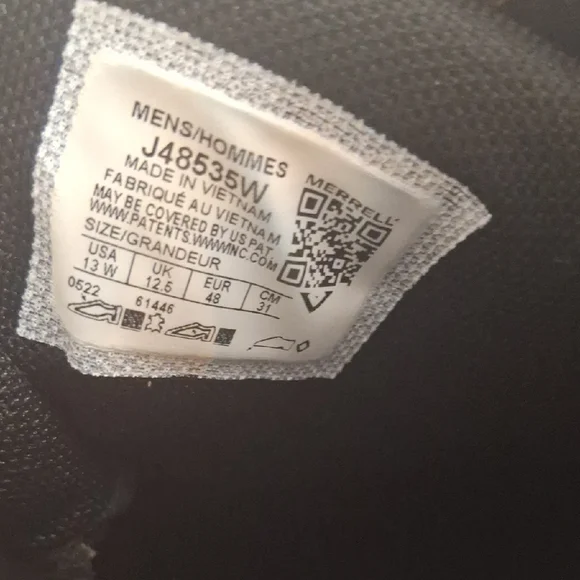 MENS/HOMMES
J48535W
MADE IN VIETNAM
FABRIQUÉ AU VIETNAM
MAY BE COVERED BY US PAT
WWW.PATENTS.WWWNC.COM
MERRELL
SIZE/GRANDEUR
USA UK EUR CM
13 W 12.5 48 31
0522 61446